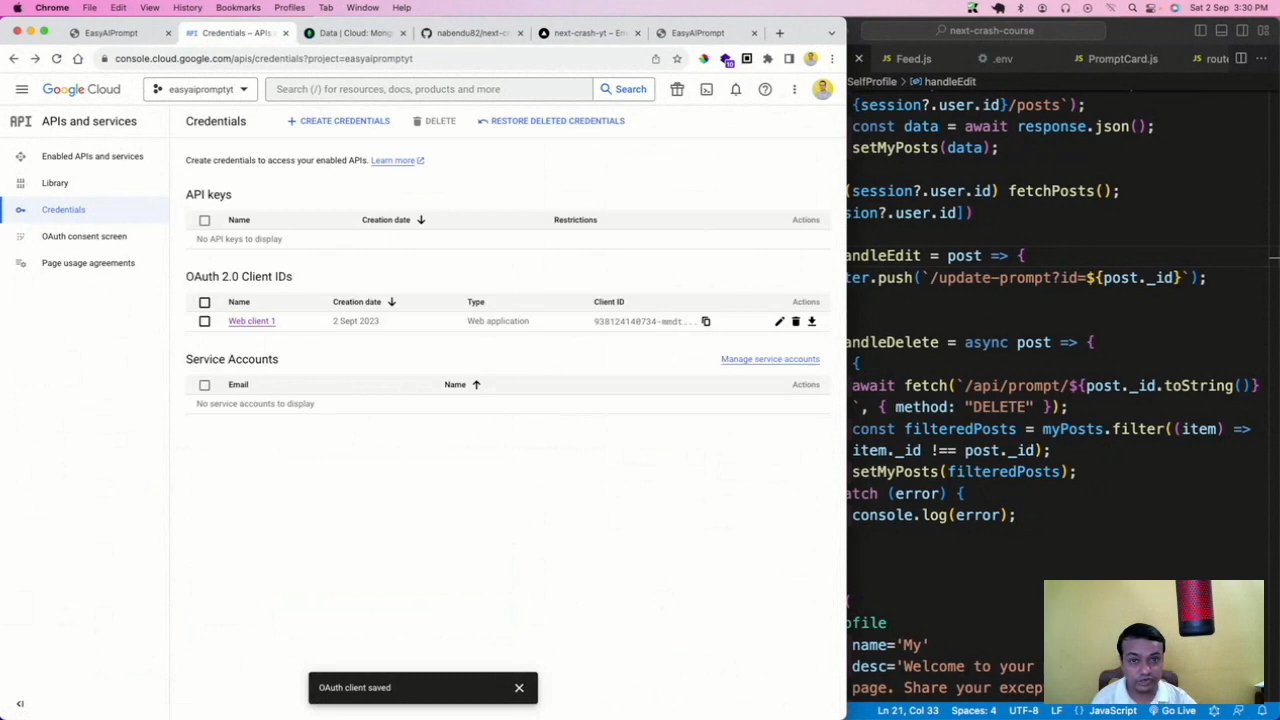 Chrome File Edit View History Bookmarks Profiles Tab Window Help Sat 2 Sep 3:30 PM
EasyAIPrompt Credentials – APIs Data | Cloud: Mong nabendu82/next-cr next-crash-yt – En EasyAIPrompt
next-crash-course
console.cloud.google.com/apis/credentials?project=easyaipromptyt
Feed.js .env PromptCard.js route
Google Cloud easyaipromptyt Search (/) for resources, docs, products and more Search
SelfProfile handleEdit
API APIs and services
Enabled APIs and services
Library
Credentials
OAuth consent screen
Page usage agreements
Credentials CREATE CREDENTIALS DELETE RESTORE DELETED CREDENTIALS
Create credentials to access your enabled APIs. Learn more
API keys
Name Creation date Restrictions Actions
No API keys to display
OAuth 2.0 Client IDs
Name Creation date Type Client ID Actions
Web client 1 2 Sept 2023 Web application 938124140734-mmdt...
Service Accounts Manage service accounts
Email Name Actions
No service accounts to display
OAuth client saved
{session?.user.id}/posts`);
const data = await response.json();
setMyPosts(data);
(session?.user.id) fetchPosts();
sion?.user.id])
andleEdit = post => {
ter.push(`/update-prompt?id=${post._id}`);
andleDelete = async post => {
{
await fetch(`/api/prompt/${post._id.toString()}
`, { method: "DELETE" });
const filteredPosts = myPosts.filter((item) =>
item._id !== post._id);
setMyPosts(filteredPosts);
atch (error) {
console.log(error);
(
ofile
name='My'
desc='Welcome to your
page. Share your except
Ln 21, Col 33 Spaces: 4 UTF-8 LF JavaScript Go Live